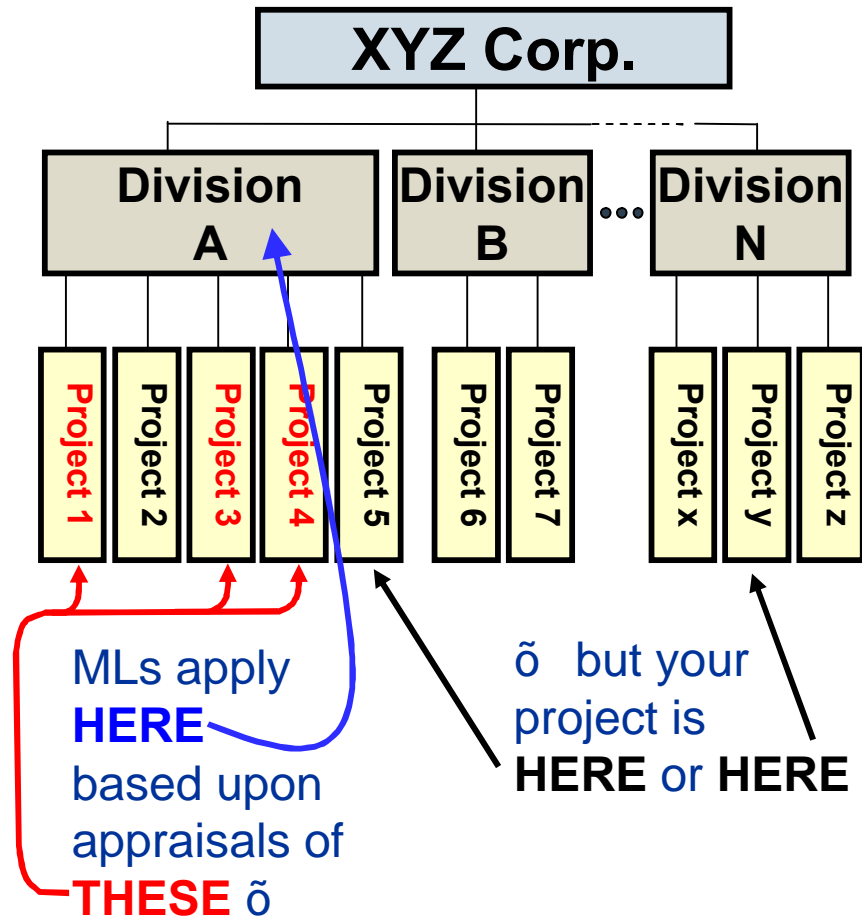 XYZ Corp.
Division
A
Division
B
Division
N
Project 1
Project 2
Project 3
Project 4
Project 5
Project 6
Project 7
Project x
Project y
Project z
MLs apply
HERE
based upon
appraisals of
THESE õ
õ but your
project is
HERE or HERE